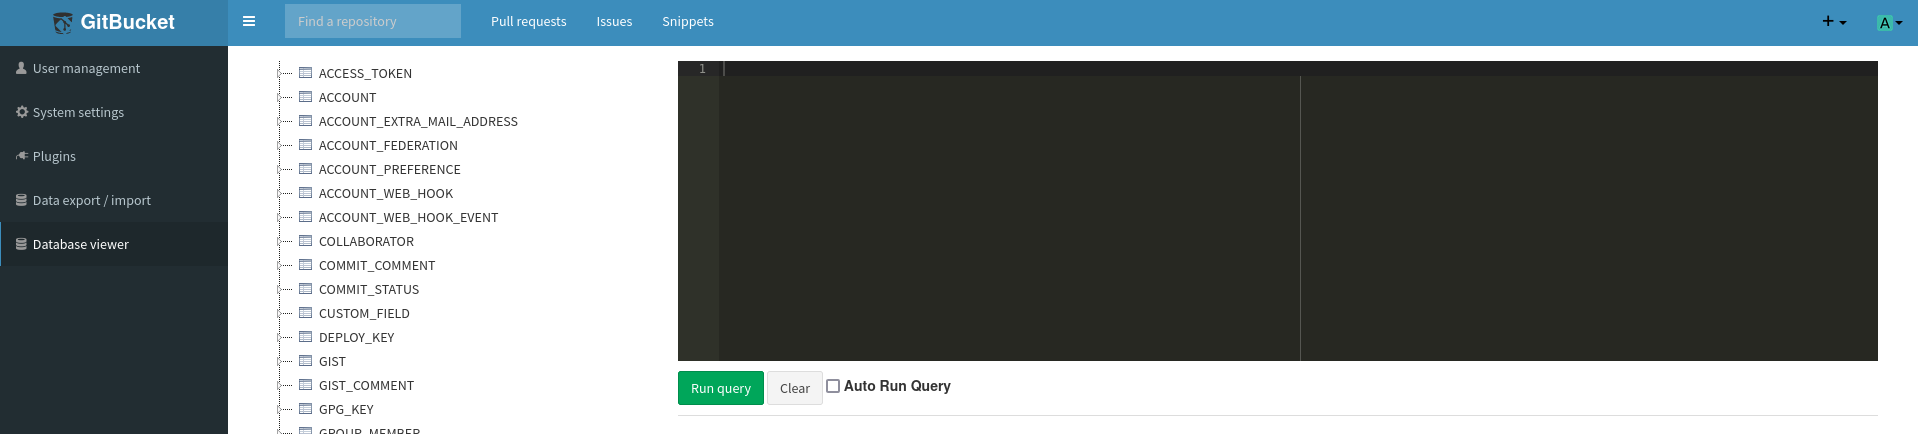 GitBucket
Find a repository
Pull requests
Issues
Snippets
A
User management
System settings
Plugins
Data export / import
Database viewer
ACCESS_TOKEN
ACCOUNT
ACCOUNT_EXTRA_MAIL_ADDRESS
ACCOUNT_FEDERATION
ACCOUNT_PREFERENCE
ACCOUNT_WEB_HOOK
ACCOUNT_WEB_HOOK_EVENT
COLLABORATOR
COMMIT_COMMENT
COMMIT_STATUS
CUSTOM_FIELD
DEPLOY_KEY
GIST
GIST_COMMENT
GPG_KEY
GROUP_MEMBER
1
Run query
Clear
Auto Run Query